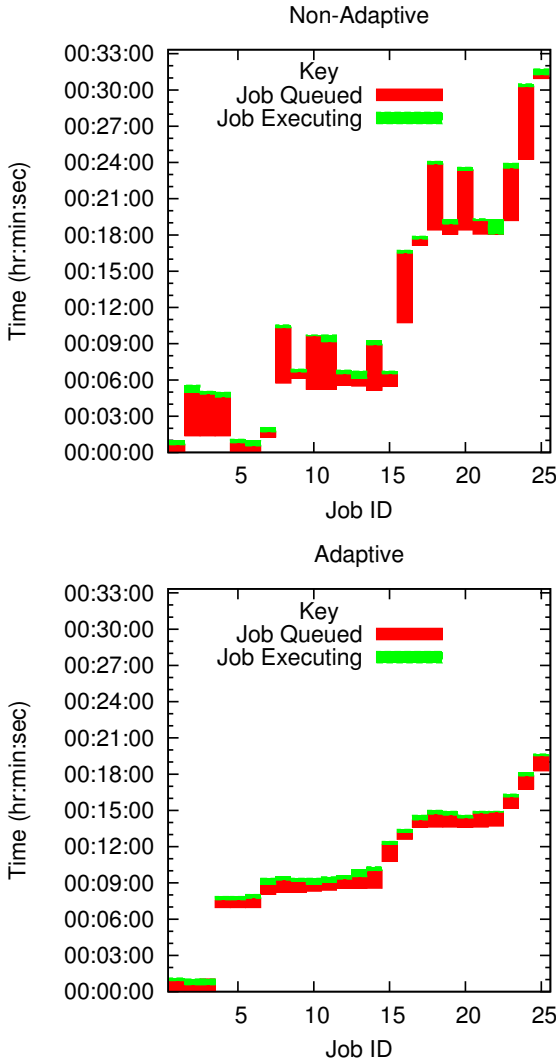 Non-Adaptive
00:33:00
00:30:00
00:27:00
00:24:00
00:21:00
00:18:00
00:15:00
00:12:00
00:09:00
00:06:00
00:03:00
00:00:00
Time (hr:min:sec)
Key
Job Queued
Job Executing
5 10 15 20 25
Job ID
Adaptive
00:33:00
00:30:00
00:27:00
00:24:00
00:21:00
00:18:00
00:15:00
00:12:00
00:09:00
00:06:00
00:03:00
00:00:00
Time (hr:min:sec)
Key
Job Queued
Job Executing
5 10 15 20 25
Job ID